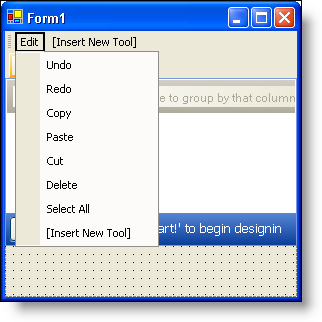 Form1
Edit [Insert New Tool]
Undo
Redo
Copy
Paste
Cut
Delete
Select All
[Insert New Tool]
e to group by that column
art!' to begin designin